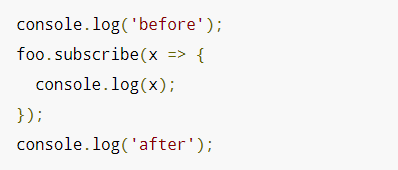 console.log('before');
foo.subscribe(x => {
  console.log(x);
});
console.log('after');